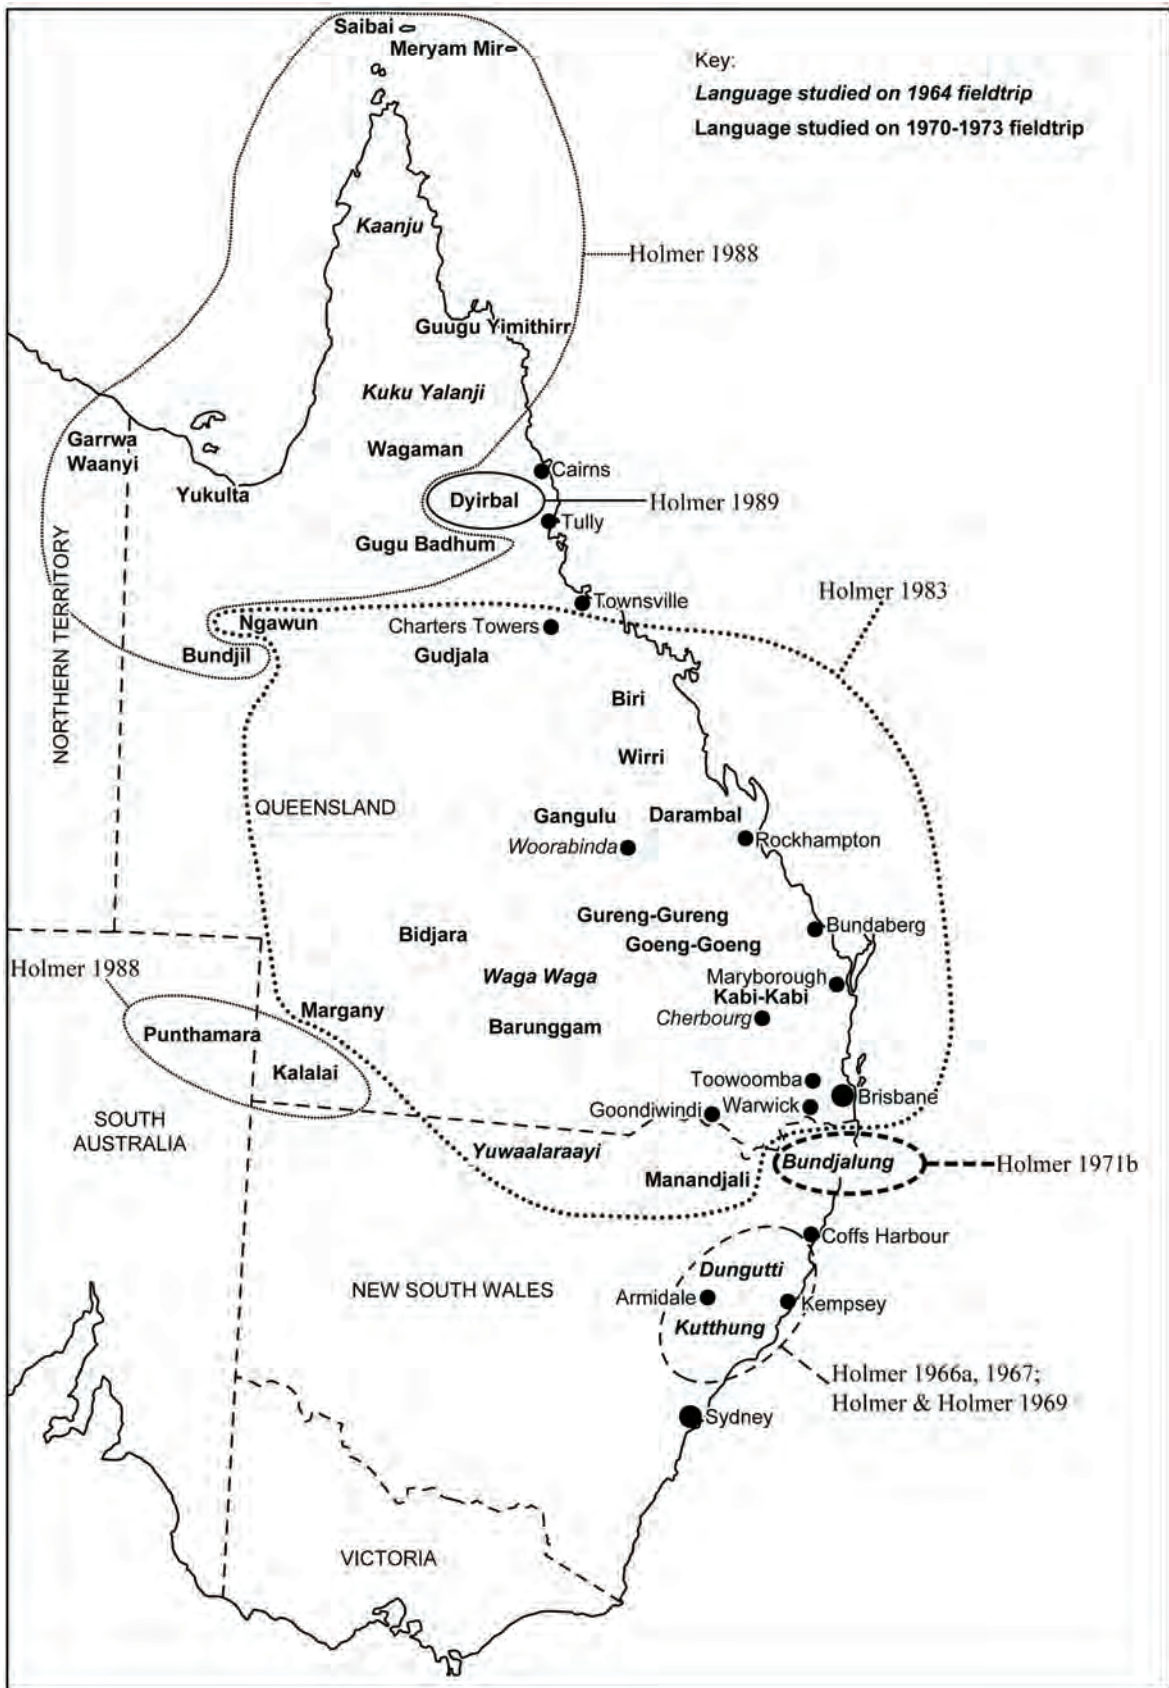 Saibai
Meryam Mir
Key:
Language studied on 1964 fieldtrip
Language studied on 1970-1973 fieldtrip
Kaanju
Holmer 1988
Guugu Yimithirr
Kuku Yalanji
Garrwa
Waanyi
Wagaman
Cairns
Yukulta
Dyirbal
Holmer 1989
Tully
Gugu Badhum
NORTHERN TERRITORY
Holmer 1983
Townsville
Ngawun
Charters Towers
Bundjil
Gudjala
Biri
Wirri
QUEENSLAND
Gangulu
Darambal
Woorabinda
Rockhampton
Gureng-Gureng
Bundaberg
Bidjara
Goeng-Goeng
Holmer 1988
Waga Waga
Maryborough
Kabi-Kabi
Margany
Cherbourg
Punthamara
Barunggam
Kalalai
Toowoomba
Brisbane
Goondiwindi
Warwick
SOUTH
AUSTRALIA
Yuwaalaraayi
Bundjalung
Holmer 1971b
Manandjali
Coffs Harbour
Dungutti
NEW SOUTH WALES
Armidale
Kempsey
Kutthung
Holmer 1966a, 1967;
Holmer & Holmer 1969
Sydney
VICTORIA